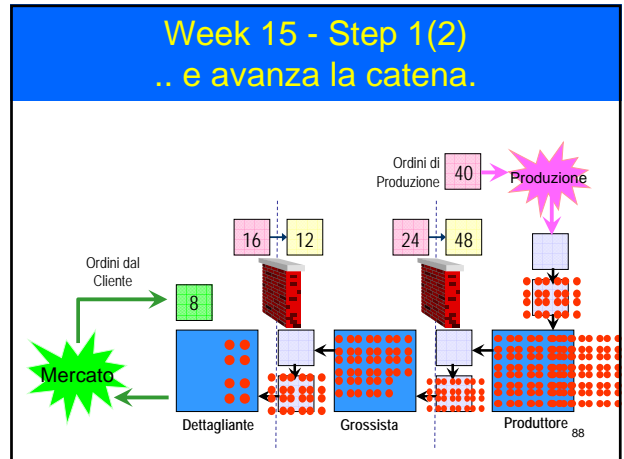 Week 15 - Step 1(2)
.. e avanza la catena.
Ordini di
Produzione
40
Produzione
16
12
24
48
Ordini dal
Cliente
8
Mercato
Dettagliante
Grossista
Produttore
88